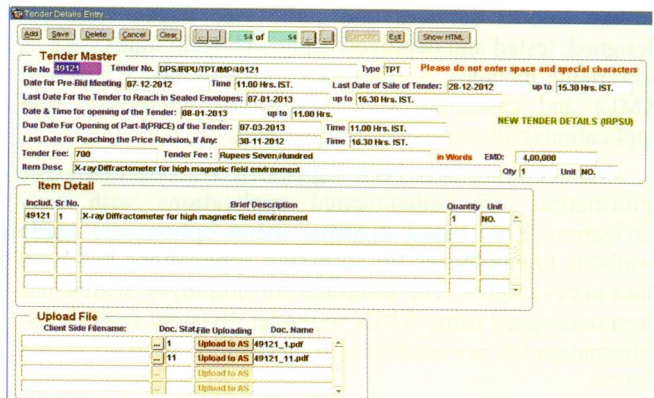 Tender Details Entry...
Add Save Delete Cancel Clear ... ... 54 of 54 ... ... Execute Exit Show HTML
Tender Master
File No 49121 Tender No. DPS/IRPU/TPT/IMP/49121 Type TPT Please do not enter space and special characters
Date for Pre-Bid Meeting 07-12-2012 Time 11.00 Hrs. IST. Last Date of Sale of Tender: 28-12-2012 up to 15.30 Hrs. IST.
Last Date For the Tender to Reach in Sealed Envelopes: 07-01-2013 up to 16.30 Hrs. IST.
Date & Time for opening of the Tender: 08-01-2013 up to 11.00 Hrs.
NEW TENDER DETAILS (IRPSU)
Due Date For Opening of Part-II(PRICE) of the Tender: 07-03-2013 Time 11.00 Hrs. IST.
Last Date for Reaching the Price Revision, If Any: 30-11-2012 Time 16.30 Hrs. IST.
Tender Fee: 700 Tender Fee : Rupees Seven Hundred in Words EMD: 4,00,000
Item Desc X-ray Diffractometer for high magnetic field environment Qty 1 Unit NO.
Item Detail
Includ. Sr No. Brief Description Quantity Unit
49121 1 X-ray Diffractometer for high magnetic field environment 1 NO.
Upload File
Client Side Filename: Doc. Stat. File Uploading Doc. Name
... 1 Upload to AS 49121_1.pdf
... 11 Upload to AS 49121_11.pdf
... Upload to AS
... Upload to AS